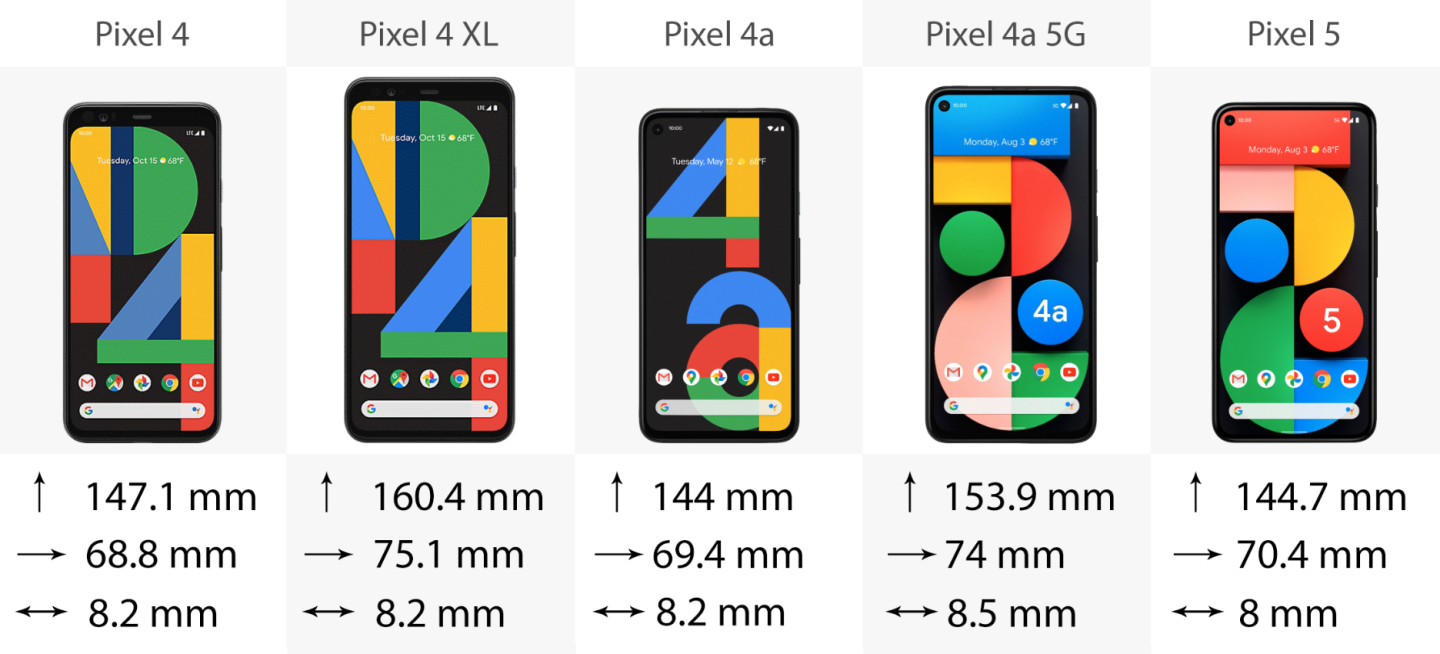 Pixel 4
Pixel 4 XL
Pixel 4a
Pixel 4a 5G
Pixel 5
10:00
LTE
Tuesday, Oct 15 68°F
10:00
LTE
Tuesday, Oct 15 68°F
10:00
Tuesday, May 12 68°F
10:00
5G
Monday, Aug 3 68°F
4a
10:00
5G
Monday, Aug 3 68°F
5
147.1 mm
68.8 mm
8.2 mm
160.4 mm
75.1 mm
8.2 mm
144 mm
69.4 mm
8.2 mm
153.9 mm
74 mm
8.5 mm
144.7 mm
70.4 mm
8 mm